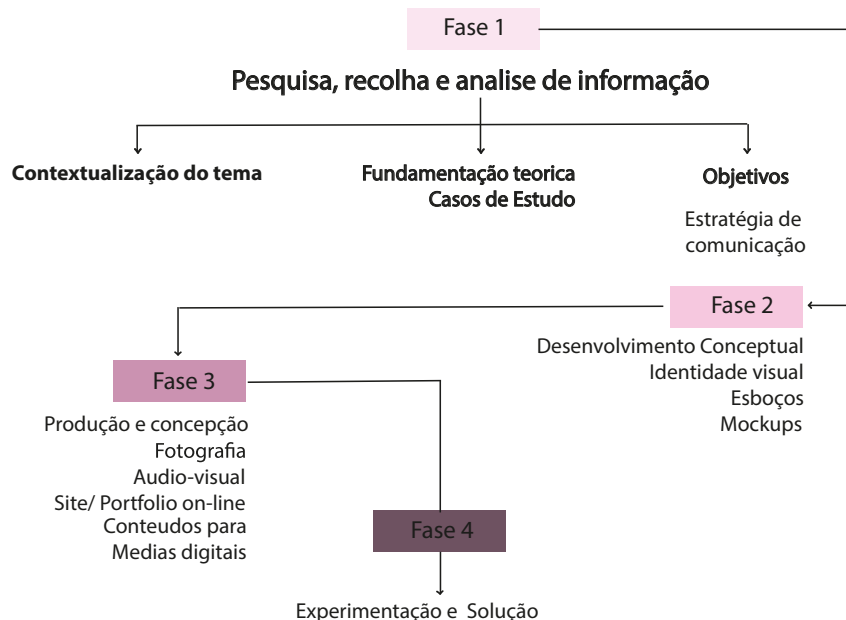 Fase 1
Pesquisa, recolha e analise de informação
Contextualização do tema
Fundamentação teorica
Casos de Estudo
Objetivos
Estratégia de
comunicação
Fase 2
Desenvolvimento Conceptual
Identidade visual
Esboços
Mockups
Fase 3
Produção e concepção
Fotografia
Audio-visual
Site/ Portfolio on-line
Conteudos para
Medias digitais
Fase 4
Experimentação e Solução